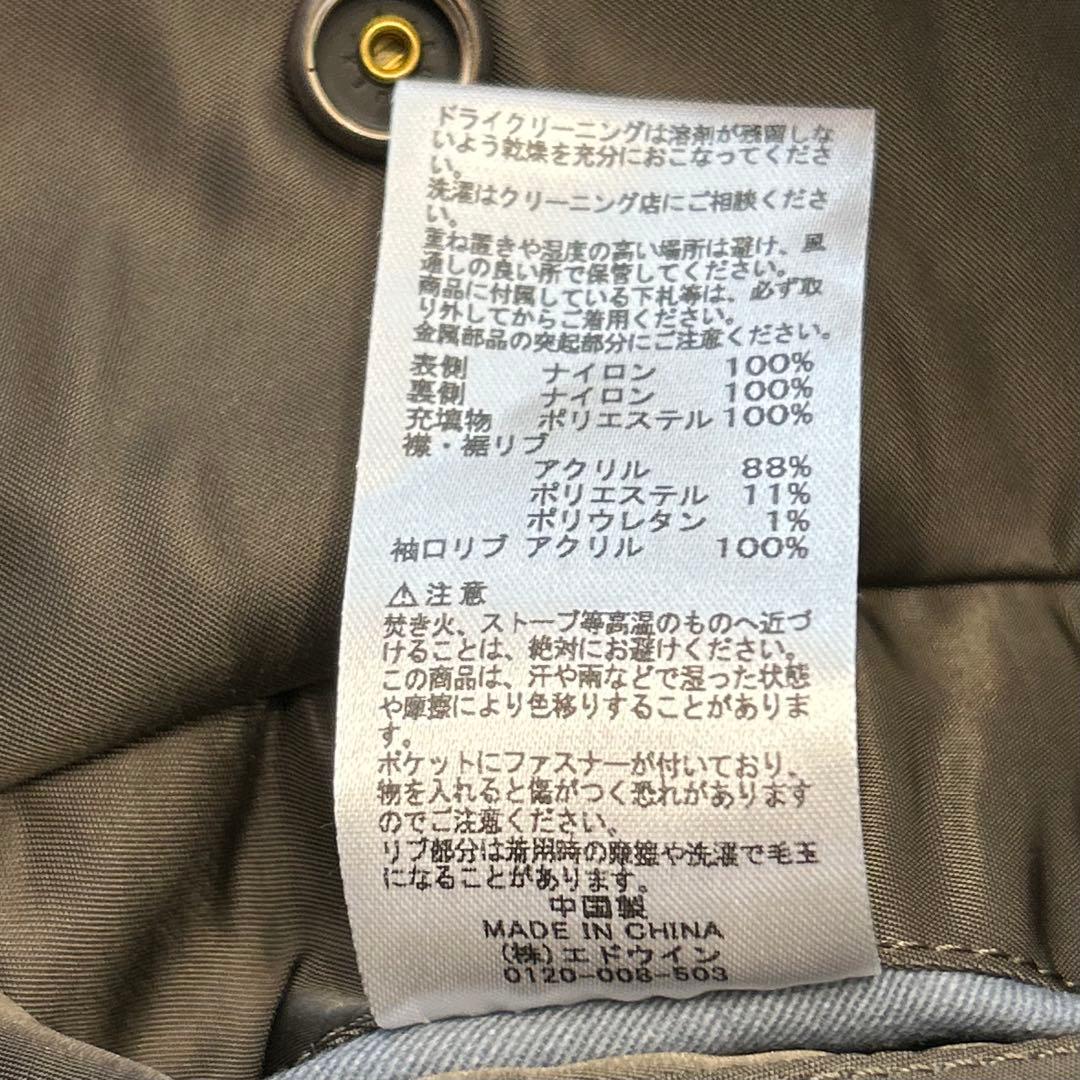 ドライクリーニングは溶剤が残留しな
いよう乾燥を充分におこなってくださ
い。
洗濯はクリーニング店にご相談くださ
い。
重ね置きや湿度の高い場所は避け、風
通しの良い所で保管してください。
商品に付属している下札等は、必ず取
り外してからご着用ください。
金属部品の突起部分にご注意ください。
表側 ナイロン 100%
裏側 ナイロン 100%
充填物 ポリエステル 100%
襟・裾リブ
アクリル 88%
ポリエステル 11%
ポリウレタン 1%
袖口リブ アクリル 100%
⚠注意
焚き火、ストーブ等高温のものへ近づ
けることは、絶対にお避けください。
この商品は、汗や雨などで湿った状態
や摩擦により色移りすることがありま
す。
ポケットにファスナーが付いており、
物を入れると傷がつく恐れがあります
のでご注意ください。
リブ部分は着用時の摩擦や洗濯で毛玉
になることがあります。
中国製
MADE IN CHINA
(株)エドウイン
0120-008-503